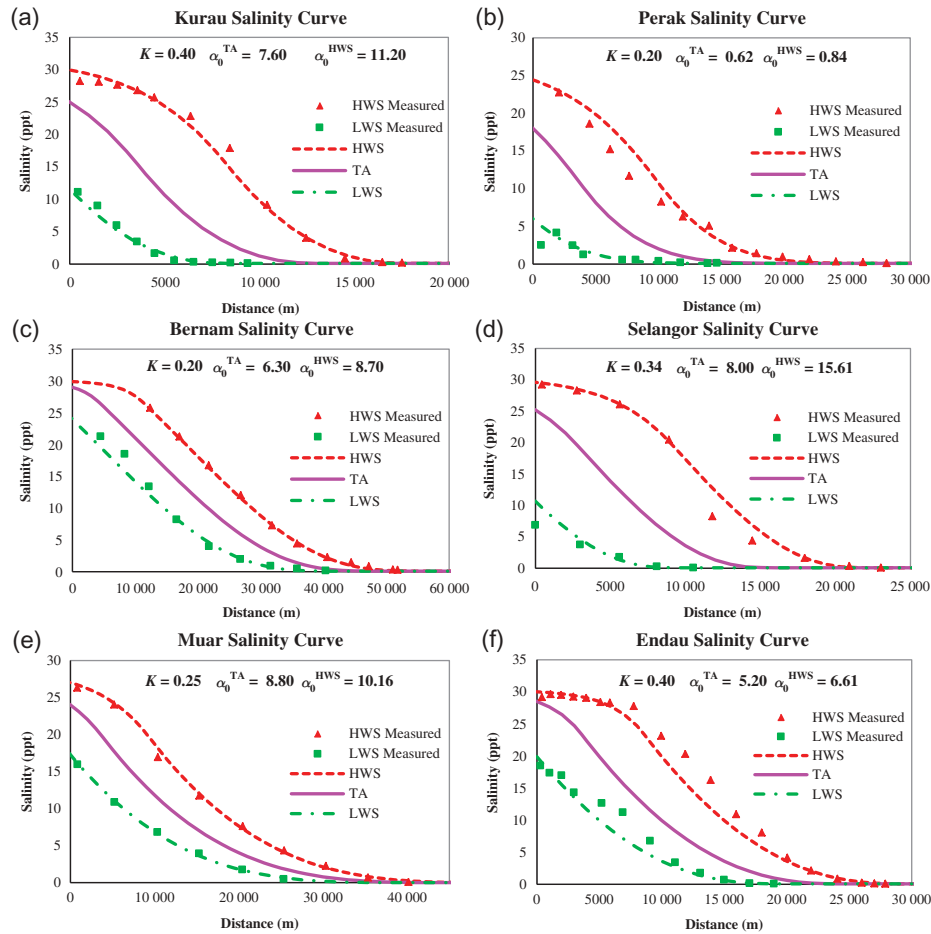 (a)
Kurau Salinity Curve
K = 0.40 α₀ᵀᴬ = 7.60 α₀ᴴᵂˢ = 11.20
Salinity (ppt)
35
30
25
20
15
10
5
0
0 5000 10 000 15 000 20 000
Distance (m)
HWS Measured
LWS Measured
HWS
TA
LWS
(b)
Perak Salinity Curve
K = 0.20 α₀ᵀᴬ = 0.62 α₀ᴴᵂˢ = 0.84
Salinity (ppt)
30
25
20
15
10
5
0
0 5000 10 000 15 000 20 000 25 000 30 000
Distance (m)
HWS Measured
LWS Measured
HWS
TA
LWS
(c)
Bernam Salinity Curve
K = 0.20 α₀ᵀᴬ = 6.30 α₀ᴴᵂˢ = 8.70
Salinity (ppt)
35
30
25
20
15
10
5
0
0 10 000 20 000 30 000 40 000 50 000 60 000
Distance (m)
HWS Measured
LWS Measured
HWS
TA
LWS
(d)
Selangor Salinity Curve
K = 0.34 α₀ᵀᴬ = 8.00 α₀ᴴᵂˢ = 15.61
Salinity (ppt)
35
30
25
20
15
10
5
0
0 5000 10 000 15 000 20 000 25 000
Distance (m)
HWS Measured
LWS Measured
HWS
TA
LWS
(e)
Muar Salinity Curve
K = 0.25 α₀ᵀᴬ = 8.80 α₀ᴴᵂˢ = 10.16
Salinity (ppt)
30
25
20
15
10
5
0
0 10 000 20 000 30 000 40 000
Distance (m)
HWS Measured
LWS Measured
HWS
TA
LWS
(f)
Endau Salinity Curve
K = 0.40 α₀ᵀᴬ = 5.20 α₀ᴴᵂˢ = 6.61
Salinity (ppt)
35
30
25
20
15
10
5
0
0 5000 10 000 15 000 20 000 25 000 30 000
Distance (m)
HWS Measured
LWS Measured
HWS
TA
LWS